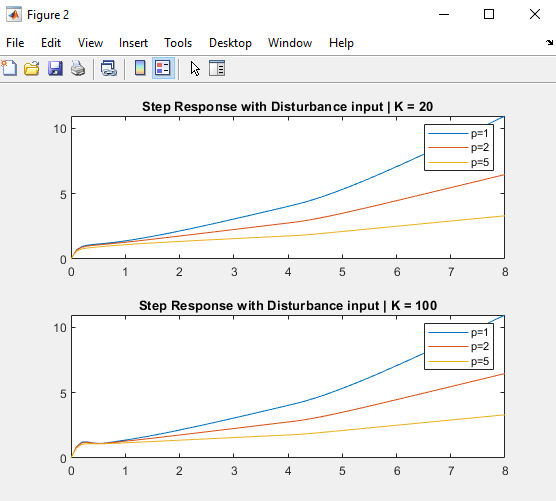 Figure 2
File Edit View Insert Tools Desktop Window Help
Step Response with Disturbance input | K = 20
10
5
0
p=1
p=2
p=5
0 1 2 3 4 5 6 7 8
Step Response with Disturbance input | K = 100
10
5
0
p=1
p=2
p=5
0 1 2 3 4 5 6 7 8